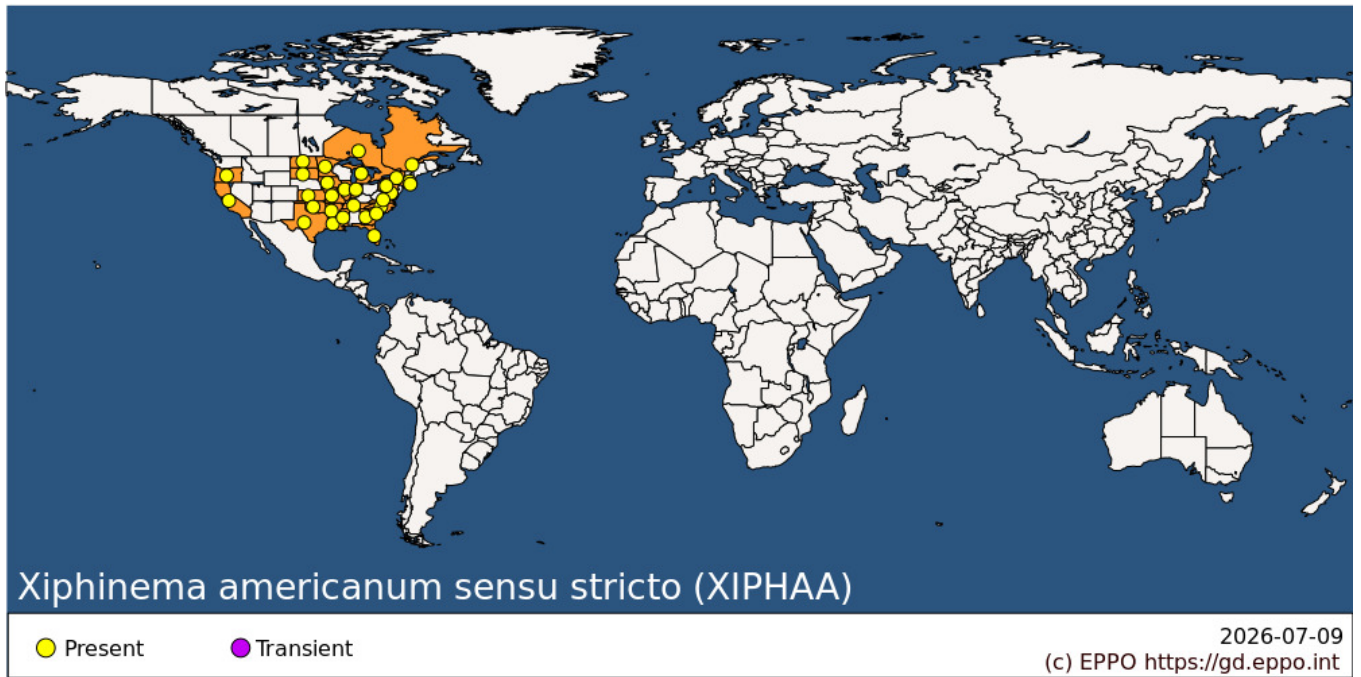 Xiphinema americanum sensu stricto (XIPHAA)
Present
Transient
2026-07-09
(c) EPPO https://gd.eppo.int